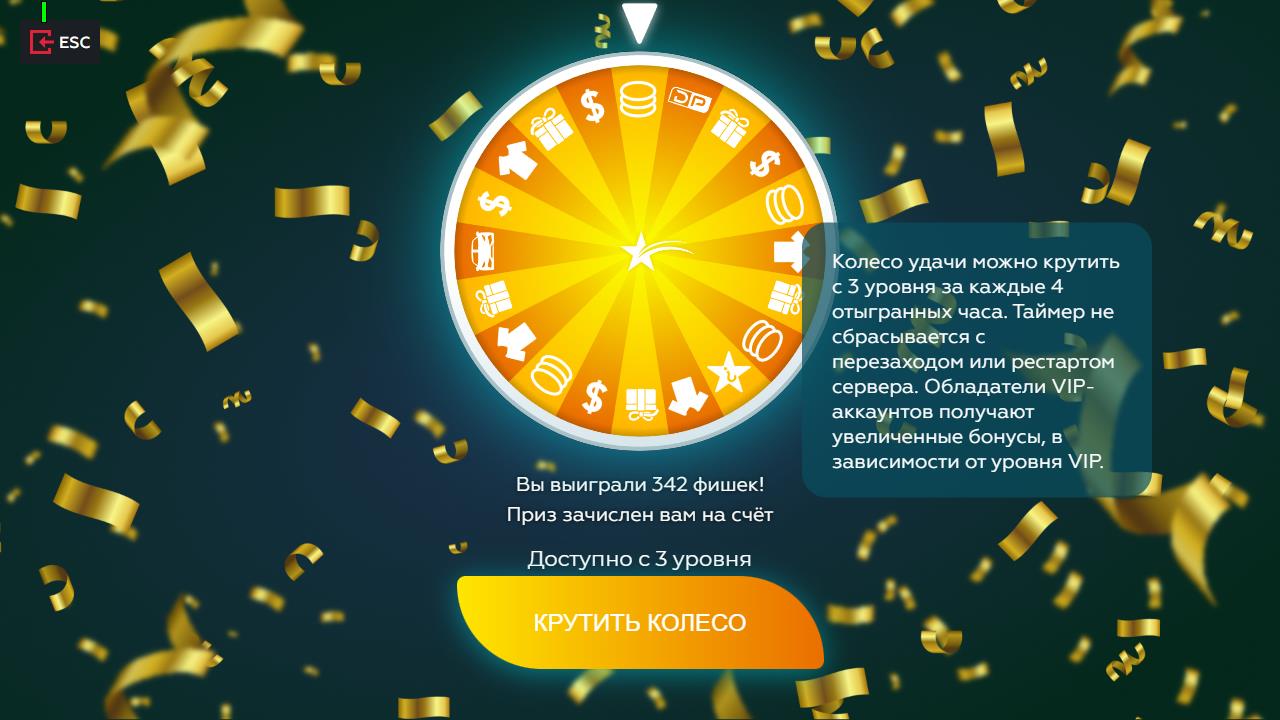 ESC
DP
Колесо удачи можно крутить
с 3 уровня за каждые 4
отыгранных часа. Таймер не
сбрасывается с
перезаходом или рестартом
сервера. Обладатели VIP-
аккаунтов получают
увеличенные бонусы, в
зависимости от уровня VIP.
Вы выиграли 342 фишек!
Приз зачислен вам на счёт
Доступно с 3 уровня
КРУТИТЬ КОЛЕСО